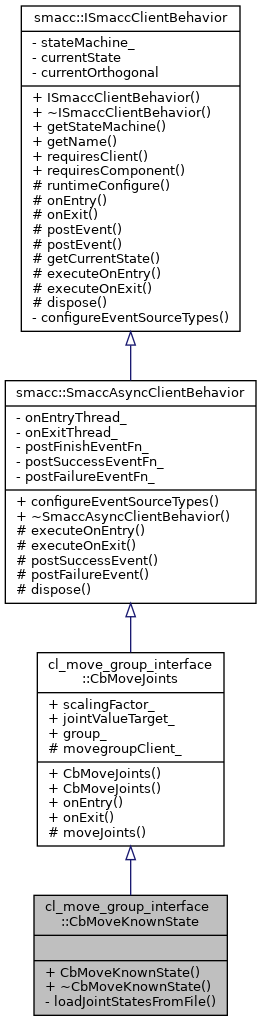 smacc::ISmaccClientBehavior
- stateMachine_
- currentState
- currentOrthogonal
+ ISmaccClientBehavior()
+ ~ISmaccClientBehavior()
+ getStateMachine()
+ getName()
+ requiresClient()
+ requiresComponent()
# runtimeConfigure()
# onEntry()
# onExit()
# postEvent()
# postEvent()
# getCurrentState()
# executeOnEntry()
# executeOnExit()
# dispose()
- configureEventSourceTypes()
smacc::SmaccAsyncClientBehavior
- onEntryThread_
- onExitThread_
- postFinishEventFn_
- postSuccessEventFn_
- postFailureEventFn_
+ configureEventSourceTypes()
+ ~SmaccAsyncClientBehavior()
# executeOnEntry()
# executeOnExit()
# postSuccessEvent()
# postFailureEvent()
# dispose()
cl_move_group_interface
::CbMoveJoints
+ scalingFactor_
+ jointValueTarget_
+ group_
# movegroupClient_
+ CbMoveJoints()
+ CbMoveJoints()
+ onEntry()
+ onExit()
# moveJoints()
cl_move_group_interface
::CbMoveKnownState
+ CbMoveKnownState()
+ ~CbMoveKnownState()
- loadJointStatesFromFile()